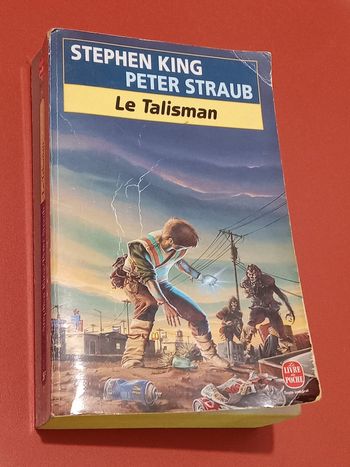 STEPHEN KING
PETER STRAUB
Le Talisman
LE LIVRE
DE POCHE